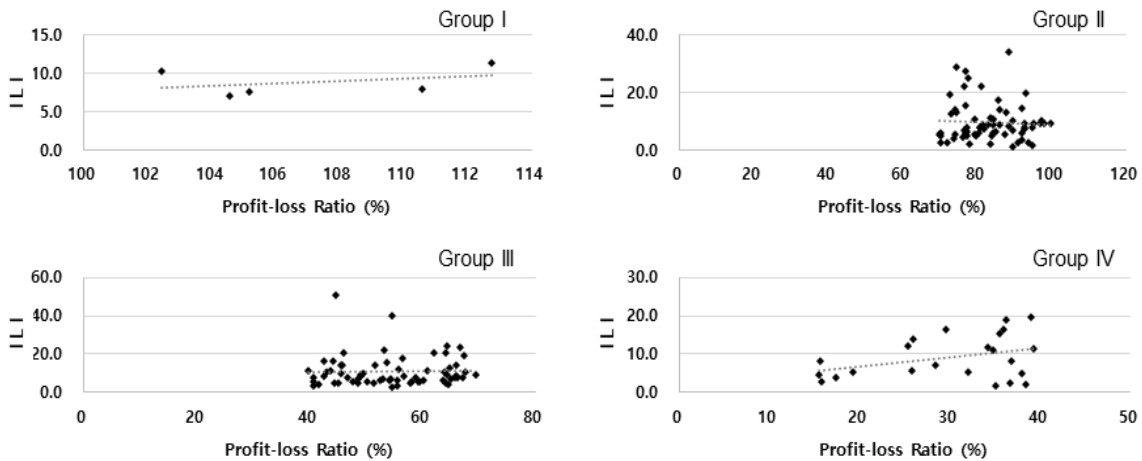 Group I
15.0
10.0
5.0
0.0
I L I
100 102 104 106 108 110 112 114
Profit-loss Ratio (%)
Group II
40.0
20.0
0.0
I L I
0 20 40 60 80 100 120
Profit-loss Ratio (%)
Group III
60.0
40.0
20.0
0.0
I L I
0 20 40 60 80
Profit-loss Ratio (%)
Group IV
30.0
20.0
10.0
0.0
I L I
0 10 20 30 40 50
Profit-loss Ratio (%)